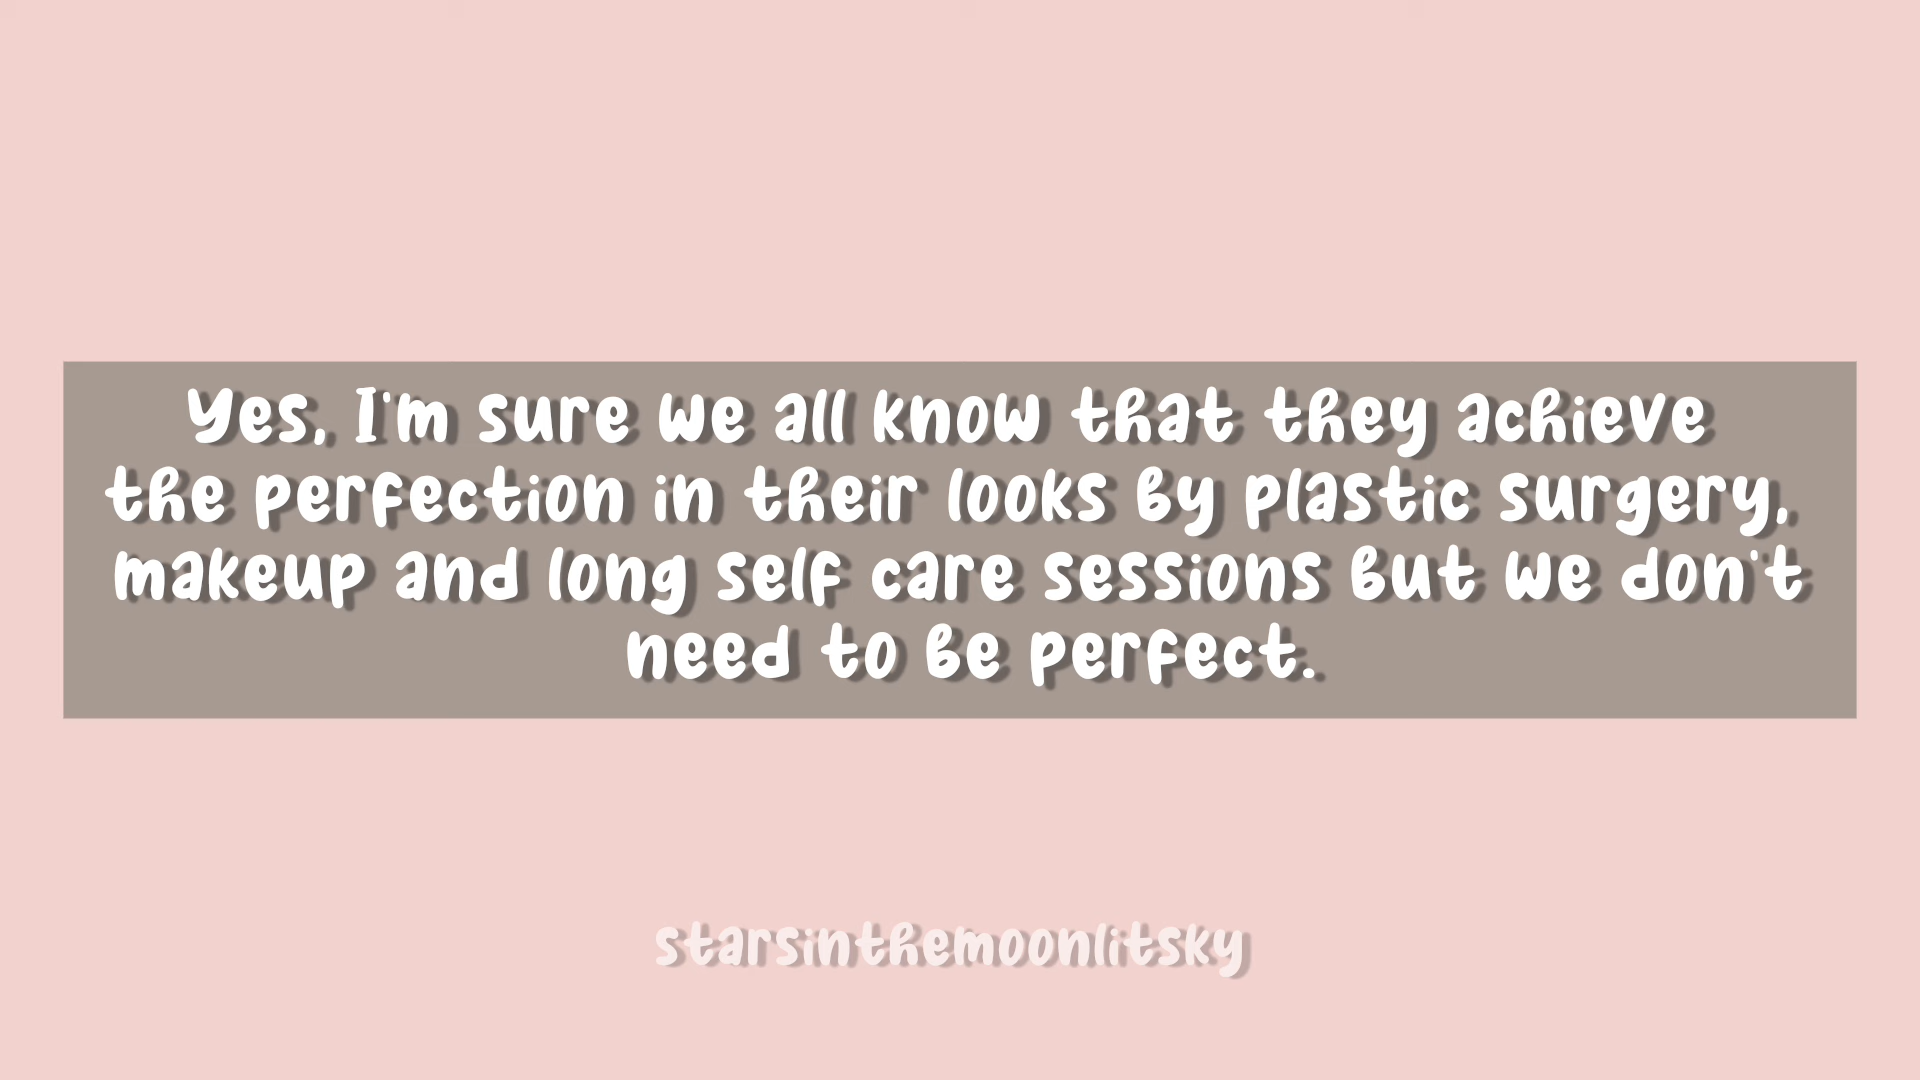 Yes, I'm sure we all know that they achieve
the perfection in their looks by plastic surgery,
makeup and long self care sessions but we don't
need to be perfect.
starsinthemoonlitsky